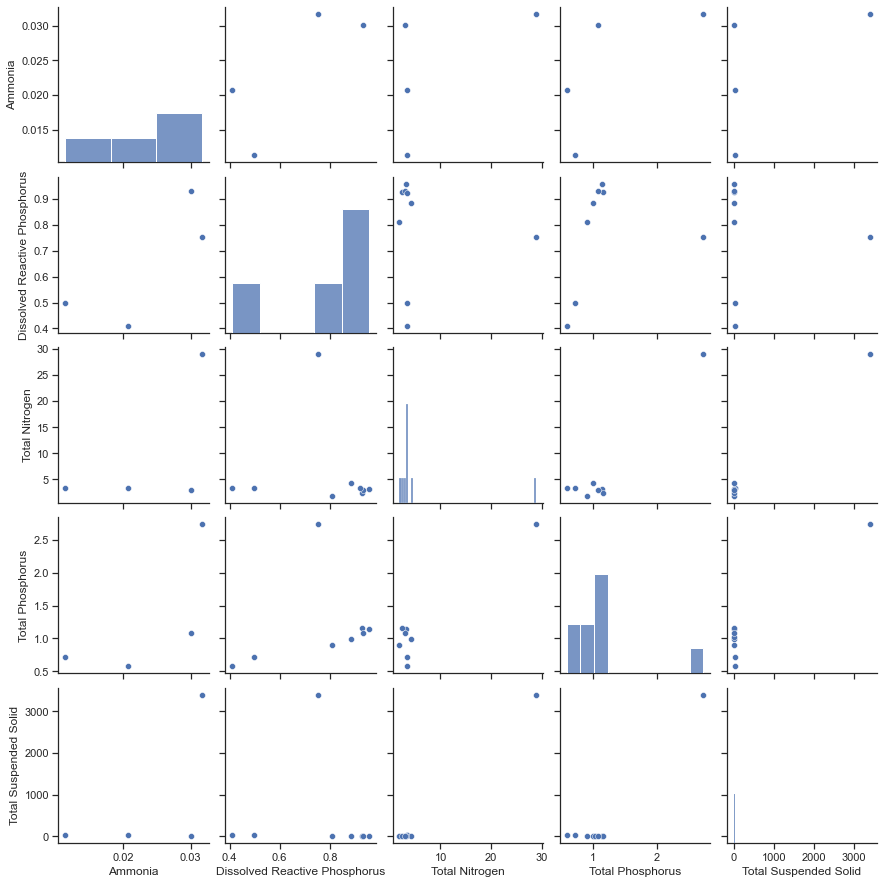 0.030
0.025
0.020
0.015
Ammonia
0.9
0.8
0.7
0.6
0.5
0.4
Dissolved Reactive Phosphorus
30
25
20
15
10
5
Total Nitrogen
2.5
2.0
1.5
1.0
0.5
Total Phosphorus
3000
2000
1000
0
Total Suspended Solid
0.02 0.03
Ammonia
0.4 0.6 0.8
Dissolved Reactive Phosphorus
10 20 30
Total Nitrogen
1 2
Total Phosphorus
0 1000 2000 3000
Total Suspended Solid